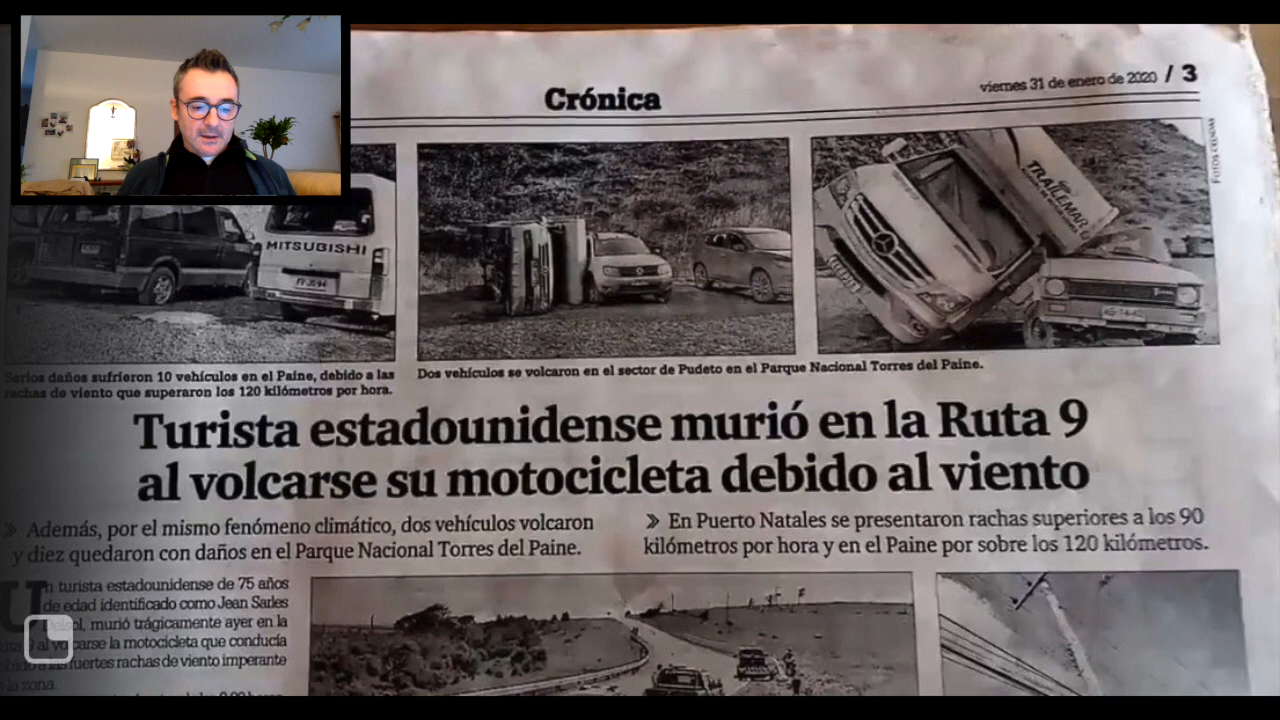 Crónica
viernes 31 de enero de 2020 / 3
FOTOS CEDIDAS
MITSUBISHI
TRAILEMAR
Serios daños sufrieron 10 vehículos en el Paine, debido a las
rachas de viento que superaron los 120 kilómetros por hora.
Dos vehículos se volcaron en el sector de Pudeto en el Parque Nacional Torres del Paine.
Turista estadounidense murió en la Ruta 9
al volcarse su motocicleta debido al viento
» Además, por el mismo fenómeno climático, dos vehículos volcaron
y diez quedaron con daños en el Parque Nacional Torres del Paine.
» En Puerto Natales se presentaron rachas superiores a los 90
kilómetros por hora y en el Paine por sobre los 120 kilómetros.
Un turista estadounidense de 75 años
de edad identificado como Jean Sarles
murió trágicamente ayer en la
9 al volcarse la motocicleta que conducía
fuertes rachas de viento imperante
la zona.